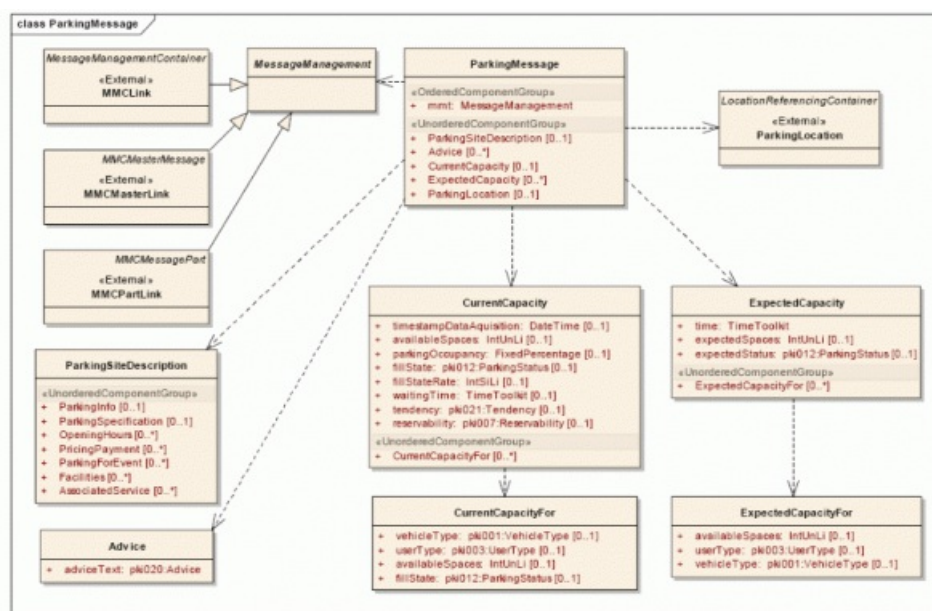 class ParkingMessage
MessageManagementContainer
«External»
MMCLink
MMCMasterMessage
«External»
MMCMasterLink
MMCMessagePart
«External»
MMCPartLink
MessageManagement
ParkingMessage
«OrderedComponentGroup»
+ mmt: MessageManagement
«UnorderedComponentGroup»
+ ParkingSiteDescription [0..1]
+ Advice [0..*]
+ CurrentCapacity [0..1]
+ ExpectedCapacity [0..*]
+ ParkingLocation [0..1]
LocationReferencingContainer
«External»
ParkingLocation
ParkingSiteDescription
«UnorderedComponentGroup»
+ ParkingInfo [0..1]
+ ParkingSpecification [0..1]
+ OpeningHours [0..*]
+ PricingPayment [0..*]
+ ParkingForEvent [0..*]
+ Facilities [0..*]
+ AssociatedService [0..*]
Advice
+ adviceText: pki020:Advice
CurrentCapacity
+ timestampDataAquisition: DateTime [0..1]
+ availableSpaces: IntUnLi [0..1]
+ parkingOccupancy: FixedPercentage [0..1]
+ fillState: pki012:ParkingStatus [0..1]
+ fillStateRate: IntSiLi [0..1]
+ waitingTime: TimeToolkit [0..1]
+ tendency: pki021:Tendency [0..1]
+ reservability: pki007:Reservability [0..1]
«UnorderedComponentGroup»
+ CurrentCapacityFor [0..*]
CurrentCapacityFor
+ vehicleType: pki001:VehicleType [0..1]
+ userType: pki003:UserType [0..1]
+ availableSpaces: IntUnLi [0..1]
+ fillState: pki012:ParkingStatus [0..1]
ExpectedCapacity
+ time: TimeToolkit
+ expectedSpaces: IntUnLi [0..1]
+ expectedStatus: pki012:ParkingStatus [0..1]
«UnorderedComponentGroup»
+ ExpectedCapacityFor [0..*]
ExpectedCapacityFor
+ availableSpaces: IntUnLi [0..1]
+ userType: pki003:UserType [0..1]
+ vehicleType: pki001:VehicleType [0..1]